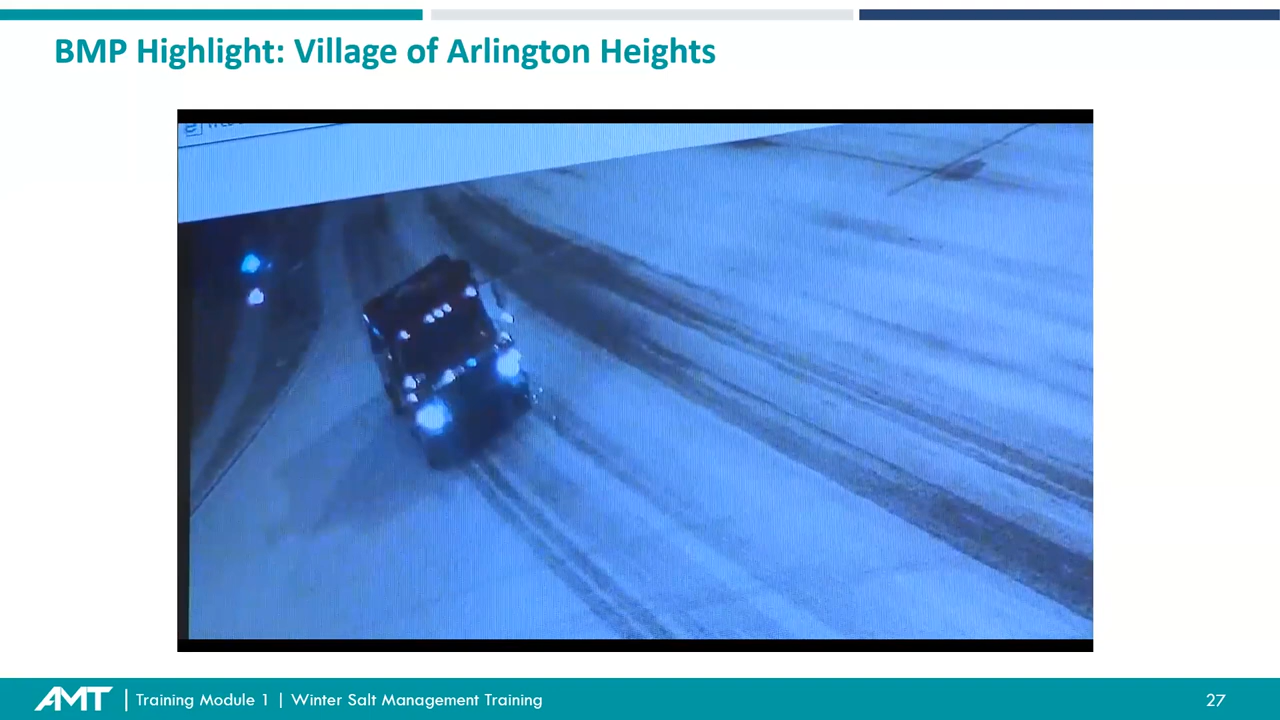 BMP Highlight: Village of Arlington Heights
AMT | Training Module 1 | Winter Salt Management Training
27